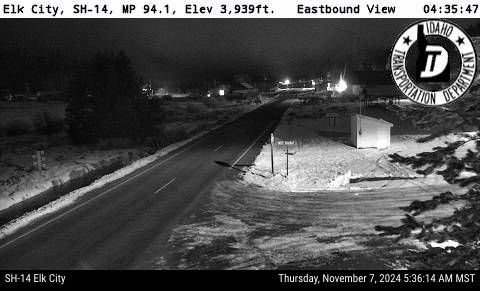 Elk City, SH-14, MP 94.1, Elev 3,939ft. Eastbound View 04:35:47
IDAHO
TRANSPORTATION DEPARTMENT
SH-14 Elk City Thursday, November 7, 2024 5:36:14 AM MST